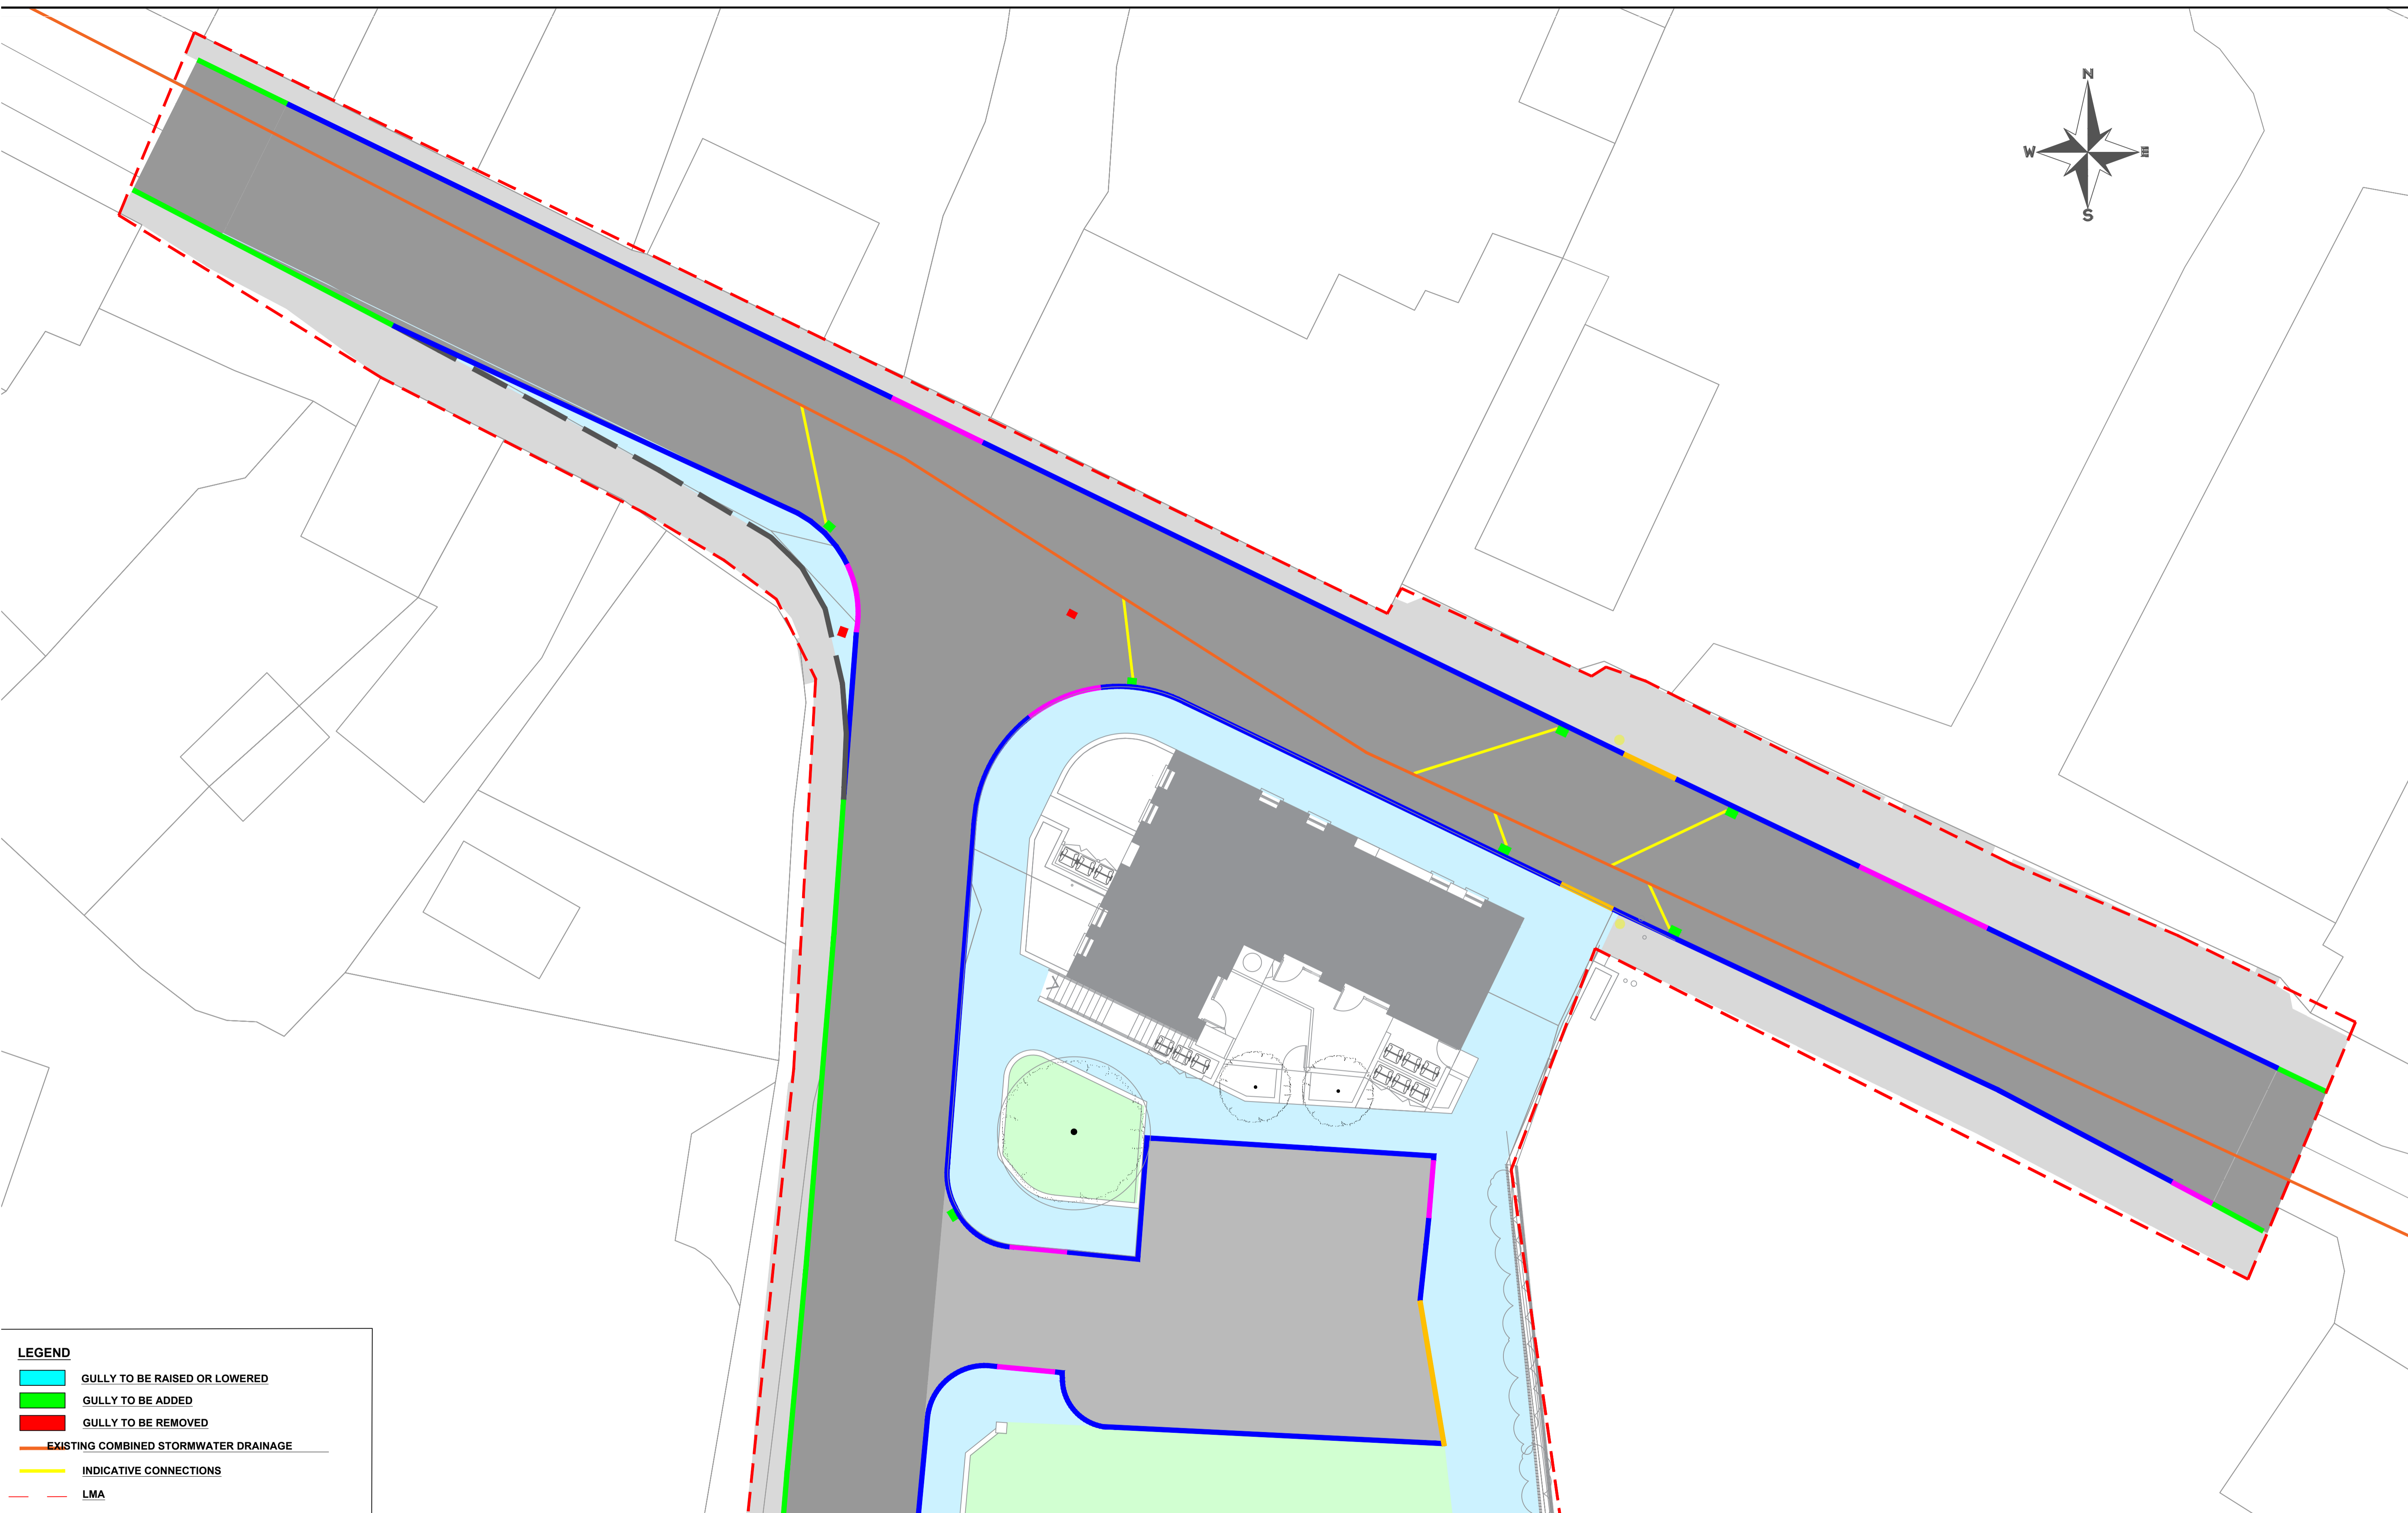 N
W E
S
LEGEND
GULLY TO BE RAISED OR LOWERED
GULLY TO BE ADDED
GULLY TO BE REMOVED
EXISTING COMBINED STORMWATER DRAINAGE
INDICATIVE CONNECTIONS
LMA